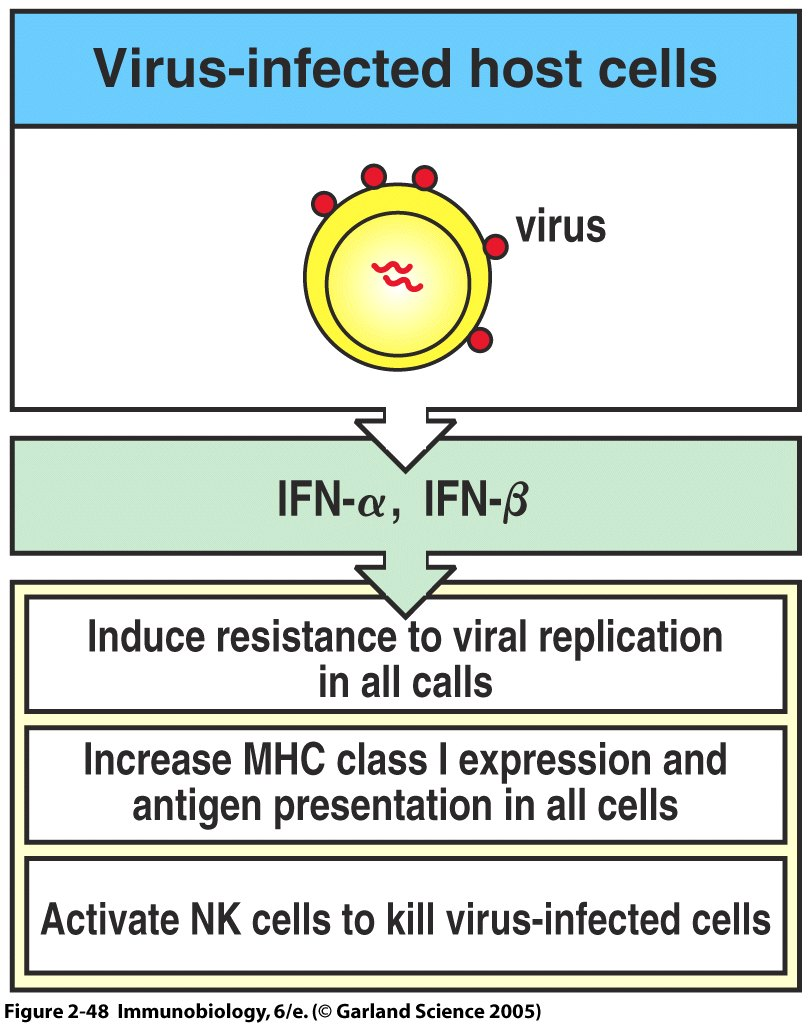 Virus-infected host cells
virus
IFN-α, IFN-β
Induce resistance to viral replication
in all calls
Increase MHC class I expression and
antigen presentation in all cells
Activate NK cells to kill virus-infected cells
Figure 2-48 Immunobiology, 6/e. (© Garland Science 2005)